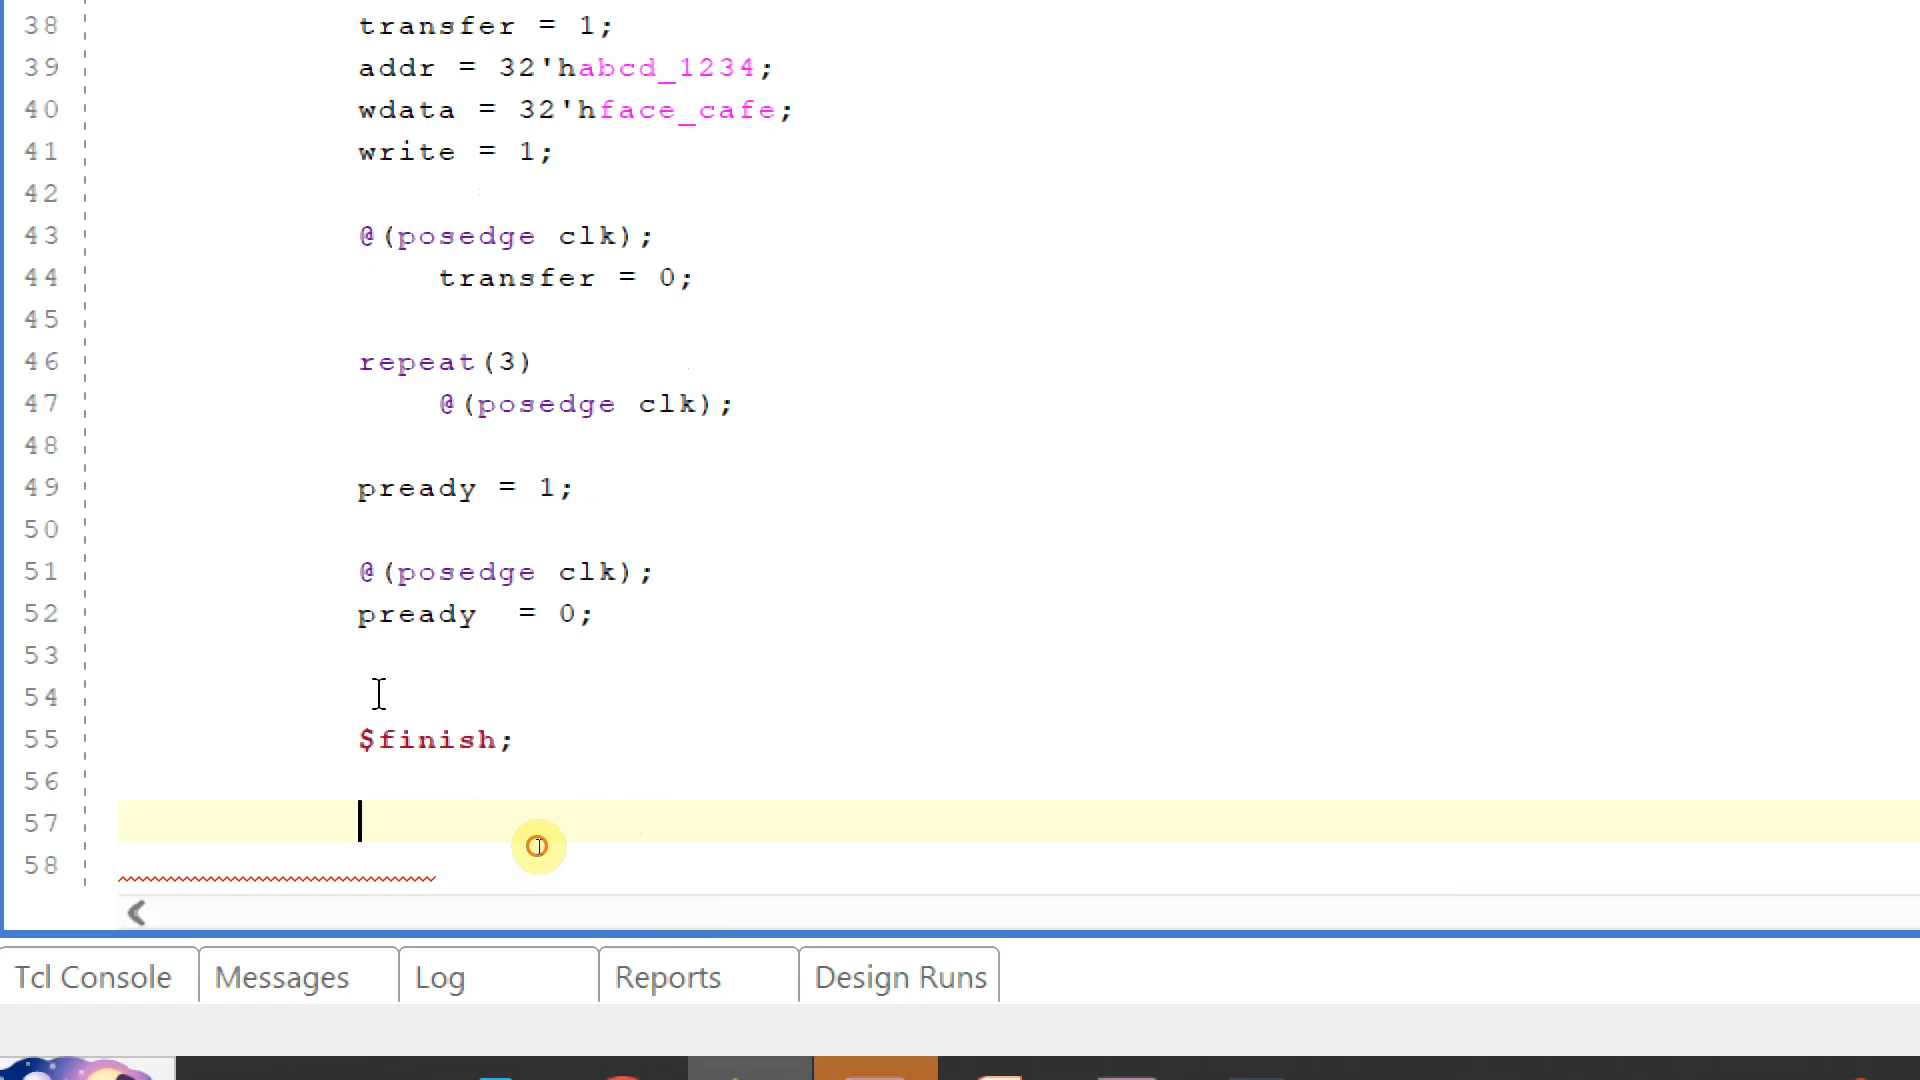 38 transfer = 1;
39 addr = 32'habcd_1234;
40 wdata = 32'hface_cafe;
41 write = 1;
42
43 @(posedge clk);
44 transfer = 0;
45
46 repeat(3)
47 @(posedge clk);
48
49 pready = 1;
50
51 @(posedge clk);
52 pready  = 0;
53
54
55 $finish;
56
57
58
Tcl Console Messages Log Reports Design Runs